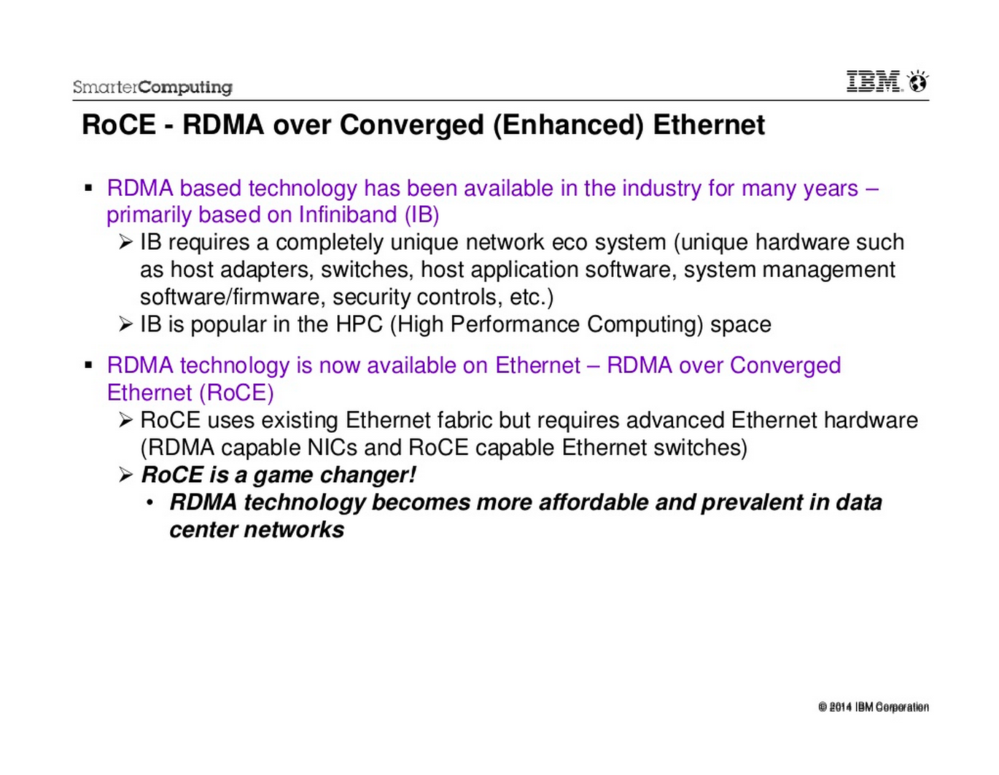 SmarterComputing
IBM
RoCE - RDMA over Converged (Enhanced) Ethernet
▪ RDMA based technology has been available in the industry for many years –
primarily based on Infiniband (IB)
➢ IB requires a completely unique network eco system (unique hardware such
as host adapters, switches, host application software, system management
software/firmware, security controls, etc.)
➢ IB is popular in the HPC (High Performance Computing) space
▪ RDMA technology is now available on Ethernet – RDMA over Converged
Ethernet (RoCE)
➢ RoCE uses existing Ethernet fabric but requires advanced Ethernet hardware
(RDMA capable NICs and RoCE capable Ethernet switches)
➢ RoCE is a game changer!
• RDMA technology becomes more affordable and prevalent in data
center networks
© 2014 IBM Corporation